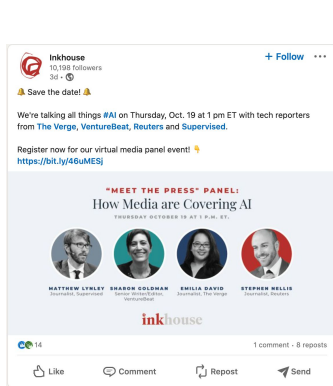 Inkhouse
+ Follow ...
10,198 followers
3d •
Save the date!
We're talking all things #AI on Thursday, Oct. 19 at 1 pm ET with tech reporters
from The Verge, VentureBeat, Reuters and Supervised.
Register now for our virtual media panel event!
https://bit.ly/46uMESj
"MEET THE PRESS" PANEL:
How Media are Covering AI
THURSDAY OCTOBER 19 AT 1 P.M. ET.
MATTHEW LYNLEY
Journalist, Supervised
SHARON GOLDMAN
Senior Writer/Editor,
VentureBeat
EMILIA DAVID
Journalist, The Verge
STEPHEN NELLIS
Journalist, Reuters
inkhouse
14
1 comment · 8 reposts
Like
Comment
Repost
Send